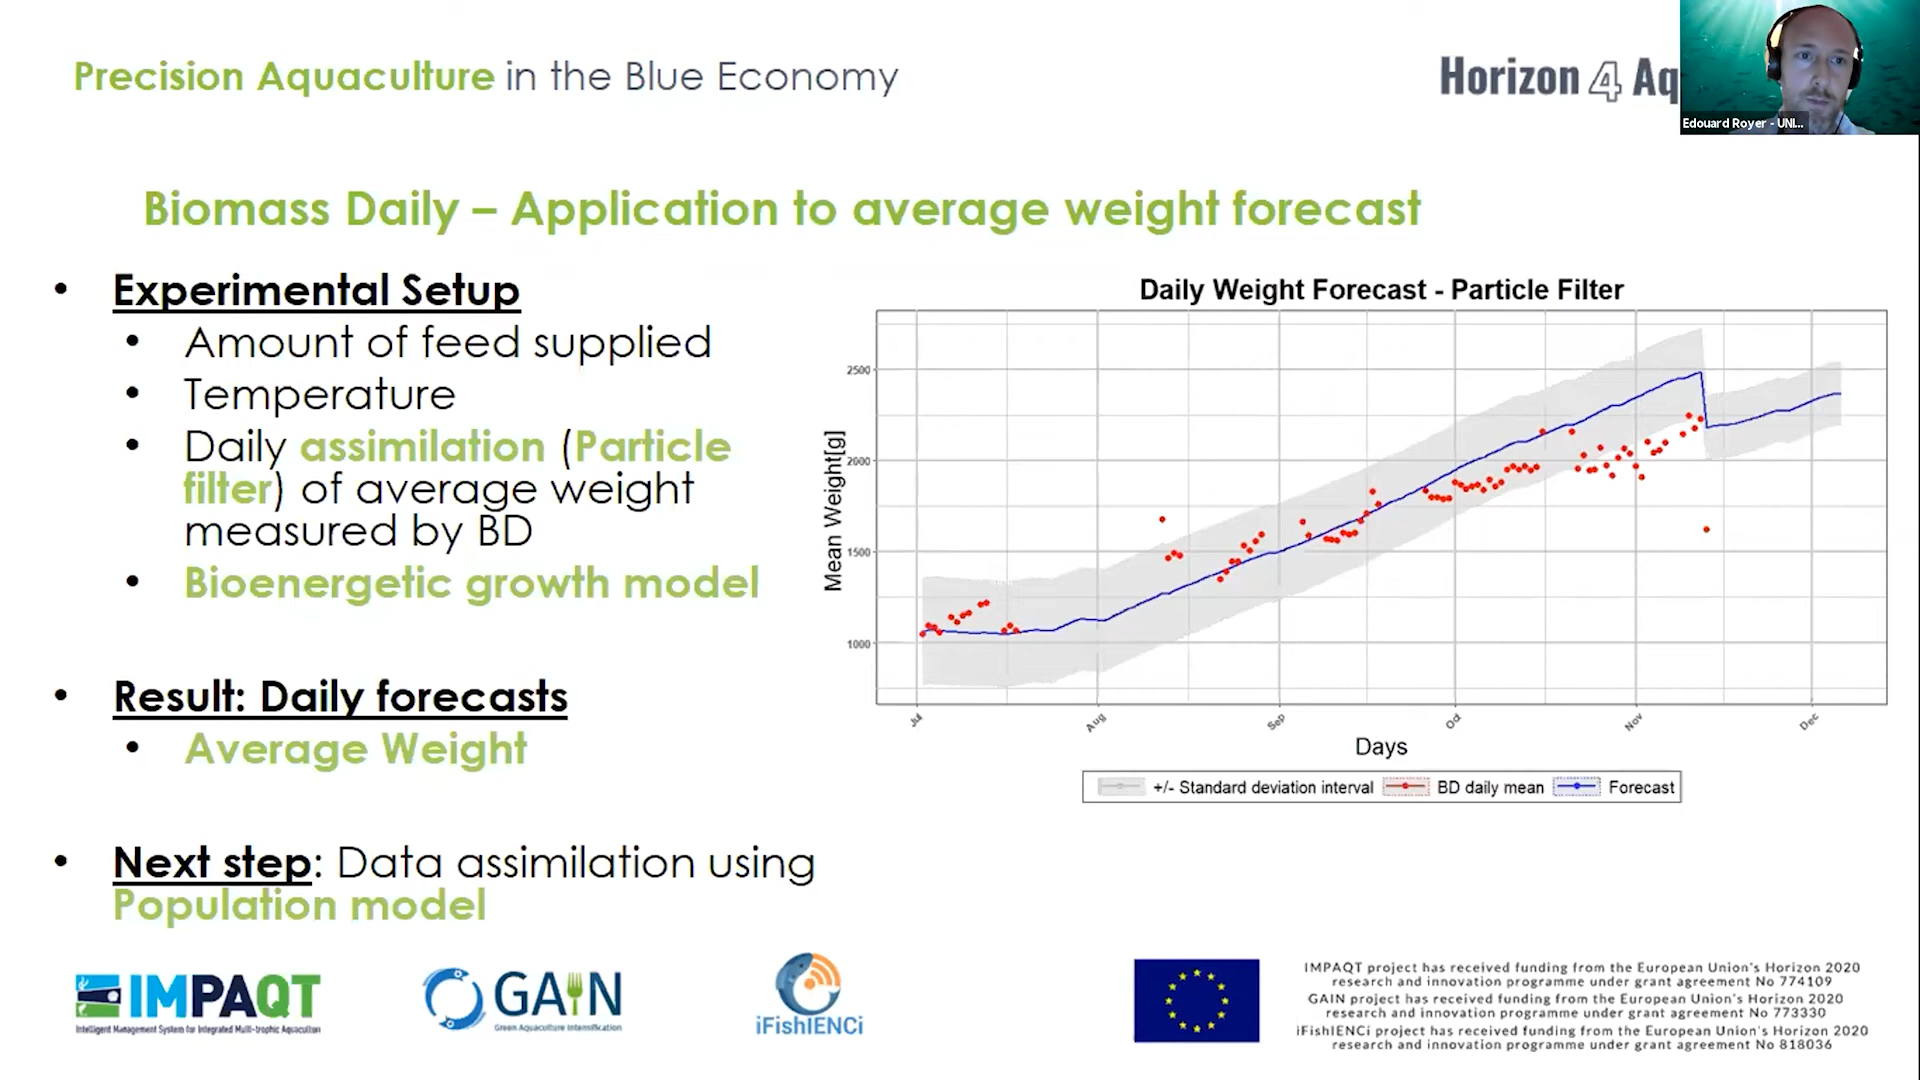 Precision Aquaculture in the Blue Economy
Horizon 4 Aq
Edouard Royer - UNI...
Biomass Daily – Application to average weight forecast
• Experimental Setup
• Amount of feed supplied
• Temperature
• Daily assimilation (Particle
filter) of average weight
measured by BD
• Bioenergetic growth model
• Result: Daily forecasts
• Average Weight
• Next step: Data assimilation using
Population model
Daily Weight Forecast - Particle Filter
Mean Weight[g]
2500
2000
1500
1000
Jul
Aug
Sep
Oct
Nov
Dec
Days
+/- Standard deviation interval
BD daily mean
Forecast
IMPAQT
Intelligent Management System for Integrated Multi-trophic Aquaculture
GAIN
Green Aquaculture Intensification
iFishIENCi
IMPAQT project has received funding from the European Union's Horizon 2020
research and innovation programme under grant agreement No 774109
GAIN project has received funding from the European Union's Horizon 2020
research and innovation programme under grant agreement No 773330
iFishIENCi project has received funding from the European Union's Horizon 2020
research and innovation programme under grant agreement No 818036